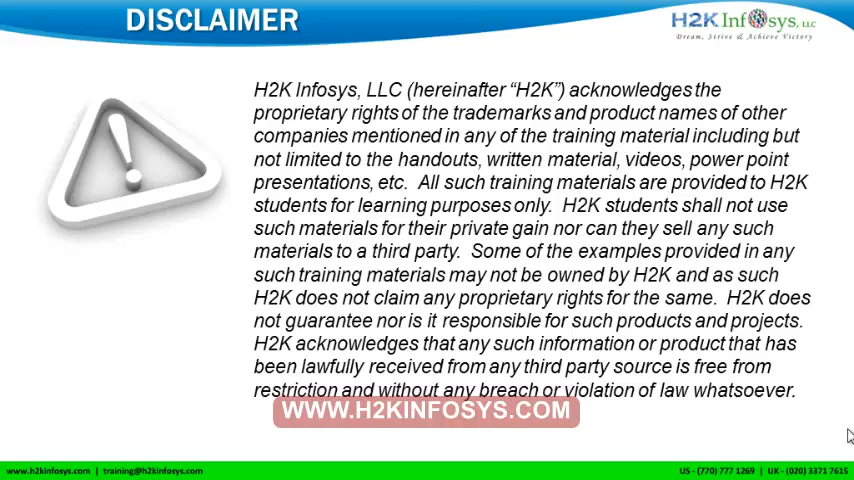 DISCLAIMER
H2K Infosys, LLC
Dream, Strive & Achieve Victory
H2K Infosys, LLC (hereinafter “H2K”) acknowledges the
proprietary rights of the trademarks and product names of other
companies mentioned in any of the training material including but
not limited to the handouts, written material, videos, power point
presentations, etc.  All such training materials are provided to H2K
students for learning purposes only.  H2K students shall not use
such materials for their private gain nor can they sell any such
materials to a third party.  Some of the examples provided in any
such training materials may not be owned by H2K and as such
H2K does not claim any proprietary rights for the same.  H2K does
not guarantee nor is it responsible for such products and projects.
H2K acknowledges that any such information or product that has
been lawfully received from any third party source is free from
restriction and without any breach or violation of law whatsoever.
WWW.H2KINFOSYS.COM
www.h2kinfosys.com | training@h2kinfosys.com
US - (770) 777 1269 | UK - (020) 3371 7615